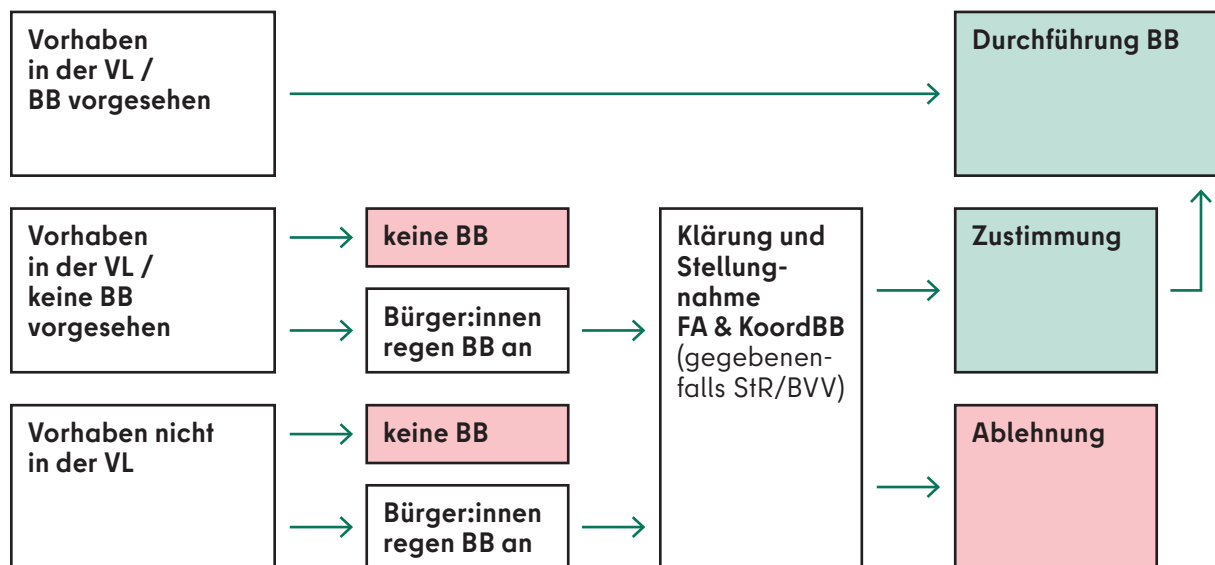 Vorhaben
in der VL /
BB vorgesehen
Durchführung BB
Vorhaben
in der VL /
keine BB
vorgesehen
keine BB
Bürger:innen
regen BB an
Klärung und
Stellung-
nahme
FA & KoordBB
(gegebenen-
falls StR/BVV)
Zustimmung
Vorhaben nicht
in der VL
keine BB
Bürger:innen
regen BB an
Ablehnung